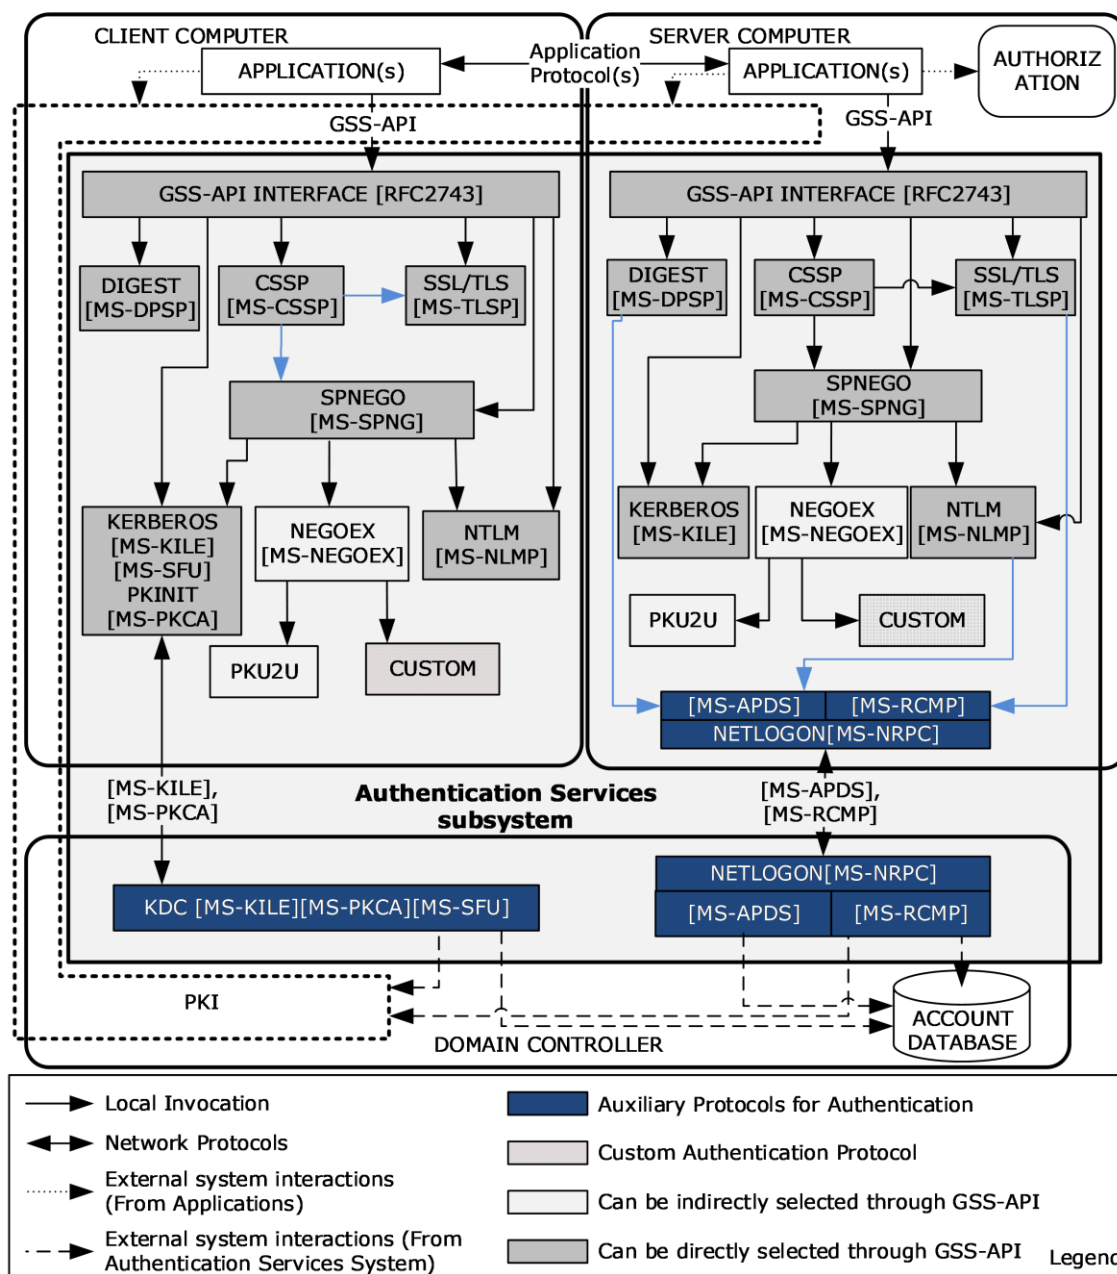 CLIENT COMPUTER
APPLICATION(s)
Application
Protocol(s)
SERVER COMPUTER
APPLICATION(s)
AUTHORIZ
ATION
GSS-API
GSS-API
GSS-API INTERFACE [RFC2743]
GSS-API INTERFACE [RFC2743]
DIGEST
[MS-DPSP]
CSSP
[MS-CSSP]
SSL/TLS
[MS-TLSP]
DIGEST
[MS-DPSP]
CSSP
[MS-CSSP]
SSL/TLS
[MS-TLSP]
SPNEGO
[MS-SPNG]
SPNEGO
[MS-SPNG]
KERBEROS
[MS-KILE]
[MS-SFU]
PKINIT
[MS-PKCA]
NEGOEX
[MS-NEGOEX]
NTLM
[MS-NLMP]
KERBEROS
[MS-KILE]
NEGOEX
[MS-NEGOEX]
NTLM
[MS-NLMP]
PKU2U
CUSTOM
PKU2U
CUSTOM
[MS-APDS]
[MS-RCMP]
NETLOGON[MS-NRPC]
[MS-KILE],
[MS-PKCA]
Authentication Services
subsystem
[MS-APDS],
[MS-RCMP]
KDC [MS-KILE][MS-PKCA][MS-SFU]
NETLOGON[MS-NRPC]
[MS-APDS]
[MS-RCMP]
PKI
DOMAIN CONTROLLER
ACCOUNT
DATABASE
Local Invocation
Network Protocols
External system interactions
(From Applications)
External system interactions (From
Authentication Services System)
Auxiliary Protocols for Authentication
Custom Authentication Protocol
Can be indirectly selected through GSS-API
Can be directly selected through GSS-API
Legend